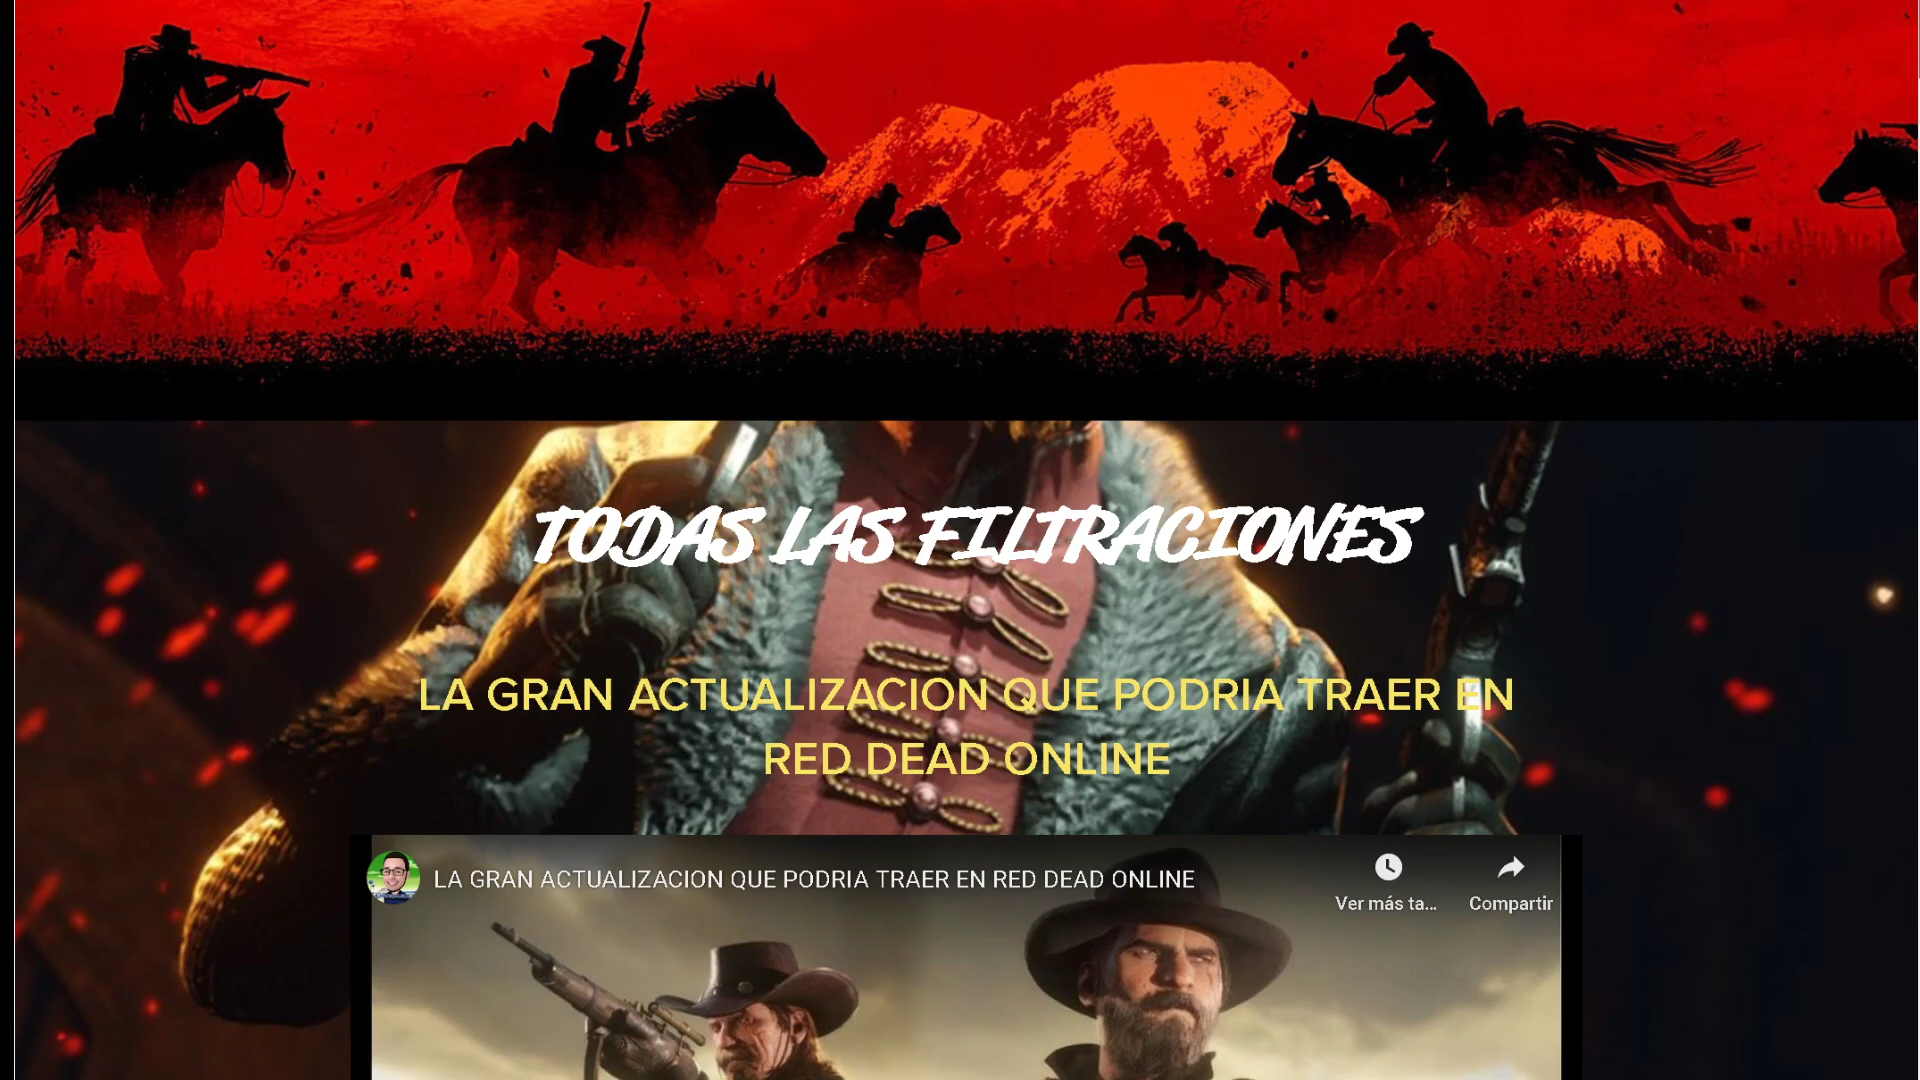 TODAS LAS FILTRACIONES
LA GRAN ACTUALIZACION QUE PODRIA TRAER EN
RED DEAD ONLINE
LA GRAN ACTUALIZACION QUE PODRIA TRAER EN RED DEAD ONLINE
Ver más ta... Compartir